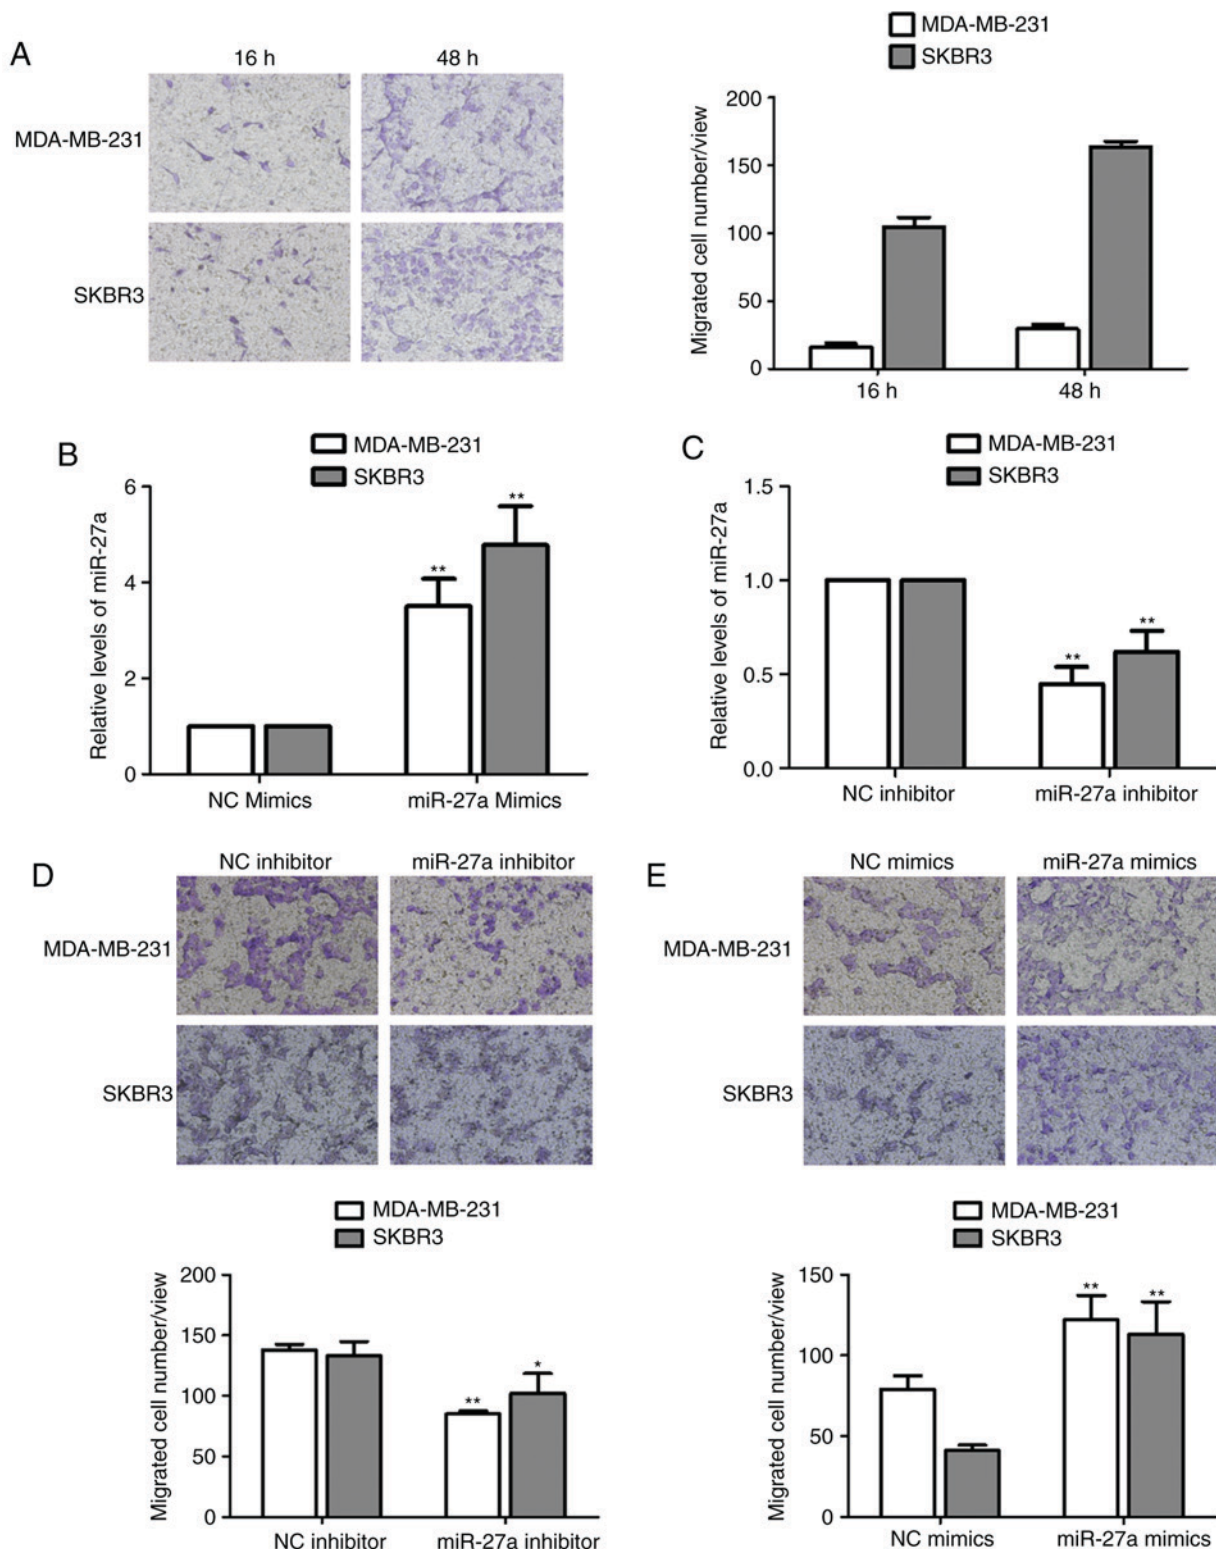 A
16 h
48 h
MDA-MB-231
SKBR3
MDA-MB-231
SKBR3
Migrated cell number/view
200
150
100
50
0
16 h
48 h
B
MDA-MB-231
SKBR3
Relative levels of miR-27a
6
4
2
0
**
**
NC Mimics
miR-27a Mimics
C
MDA-MB-231
SKBR3
Relative levels of miR-27a
1.5
1.0
0.5
0.0
**
**
NC inhibitor
miR-27a inhibitor
D
NC inhibitor
miR-27a inhibitor
MDA-MB-231
SKBR3
MDA-MB-231
SKBR3
Migrated cell number/view
200
150
100
50
0
**
*
NC inhibitor
miR-27a inhibitor
E
NC mimics
miR-27a mimics
MDA-MB-231
SKBR3
MDA-MB-231
SKBR3
Migrated cell number/view
150
100
50
0
**
**
NC mimics
miR-27a mimics